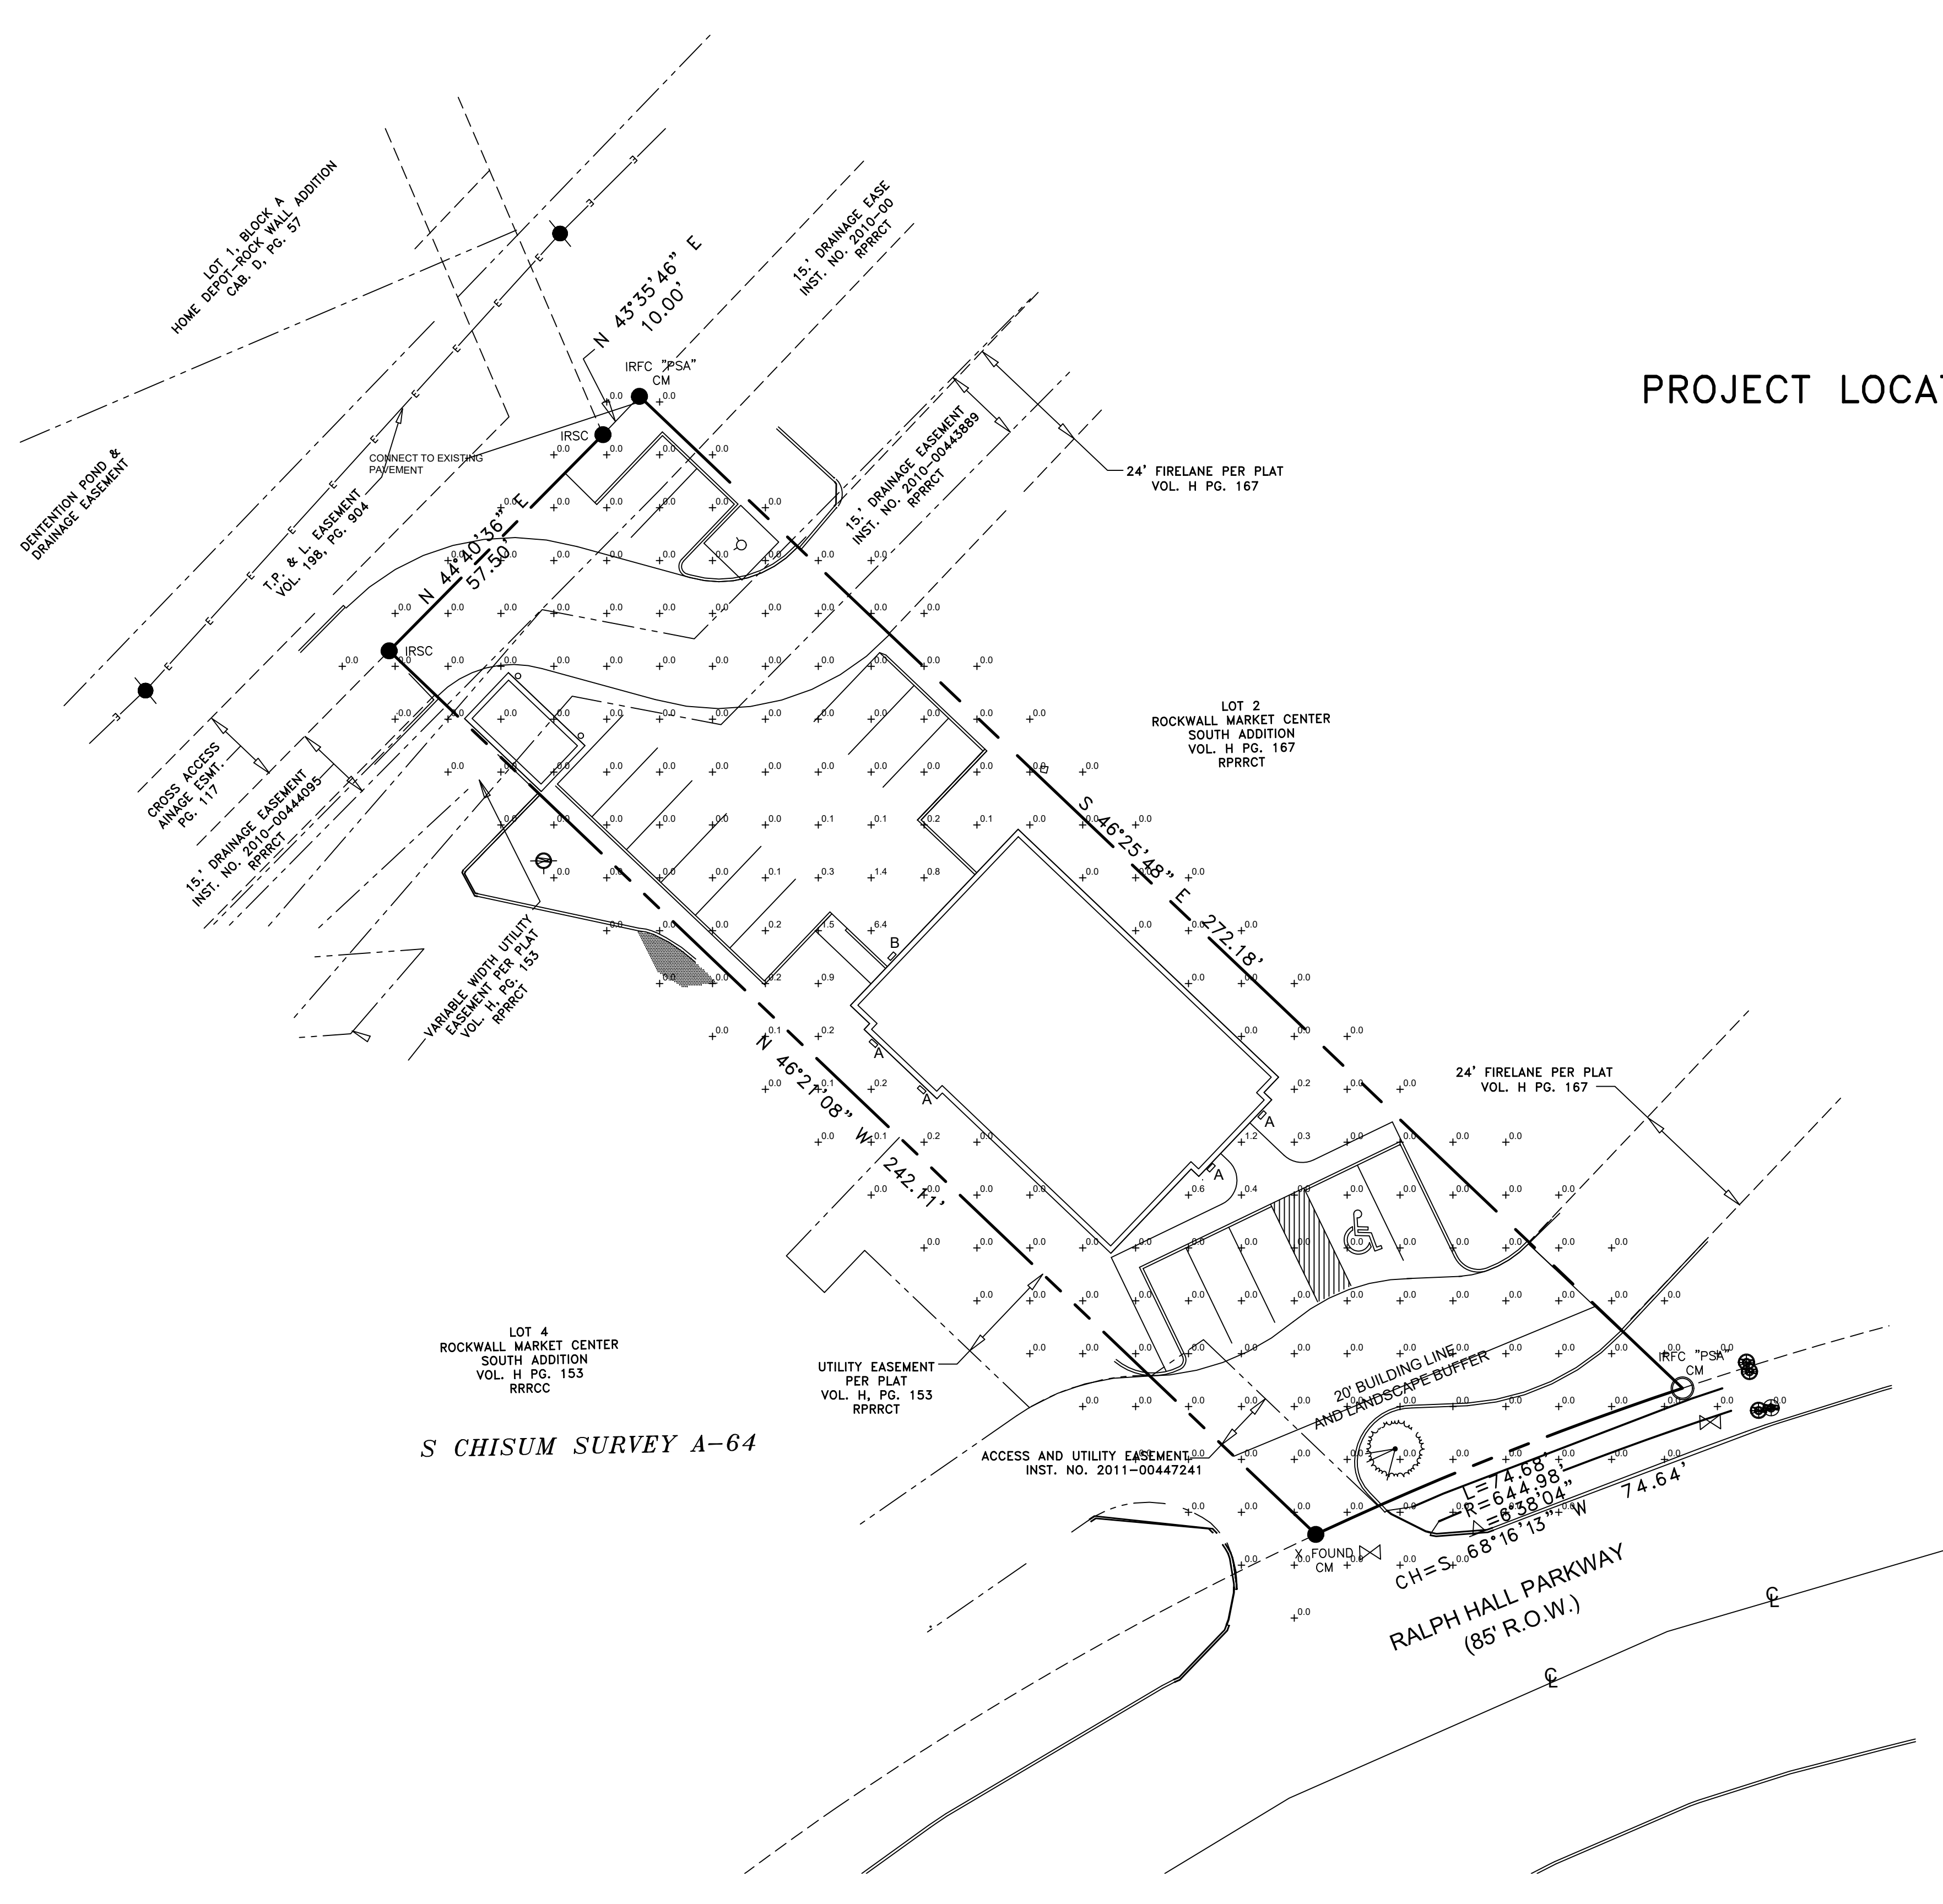 LOT 1, BLOCK A
HOME DEPOT-ROCK WALL ADDITION
CAB. D, PG. 57
N 43°35'46" E
10.00'
15.' DRAINAGE EASE
INST. NO. 2010-00
RPRRCT
IRFC "PSA"
CM
IRSC
PROJECT LOCAT
CONNECT TO EXISTING
PAVEMENT
15.' DRAINAGE EASEMENT
INST. NO. 2010-00443889
RPRRCT
24' FIRELANE PER PLAT
VOL. H PG. 167
DENTENTION POND &
DRAINAGE EASEMENT
T.P. & L. EASEMENT
VOL. 198, PG. 904
N 44°40'36" E
57.50'
IRSC
LOT 2
ROCKWALL MARKET CENTER
SOUTH ADDITION
VOL. H PG. 167
RPRRCT
CROSS ACCESS
AINAGE ESMT.
PG. 117
15.' DRAINAGE EASEMENT
INST. NO. 2010-00444095
RPRRCT
S 46°25'48" E 272.18'
VARIABLE WIDTH UTILITY
EASEMENT PER PLAT
VOL. H, PG. 153
RPRRCT
B
A
A
A
A
N 46°21'08" W 242.11'
24' FIRELANE PER PLAT
VOL. H PG. 167
LOT 4
ROCKWALL MARKET CENTER
SOUTH ADDITION
VOL. H PG. 153
RRRCC
UTILITY EASEMENT
PER PLAT
VOL. H, PG. 153
RPRRCT
20' BUILDING LINE
AND LANDSCAPE BUFFER
IRFC "PSA"
CM
S CHISUM SURVEY A-64
ACCESS AND UTILITY EASEMENT
INST. NO. 2011-00447241
L=74.68'
R=644.98'
=6°38'04"
CH=S 68°16'13" W 74.64'
X FOUND
CM
RALPH HALL PARKWAY
(85' R.O.W.)